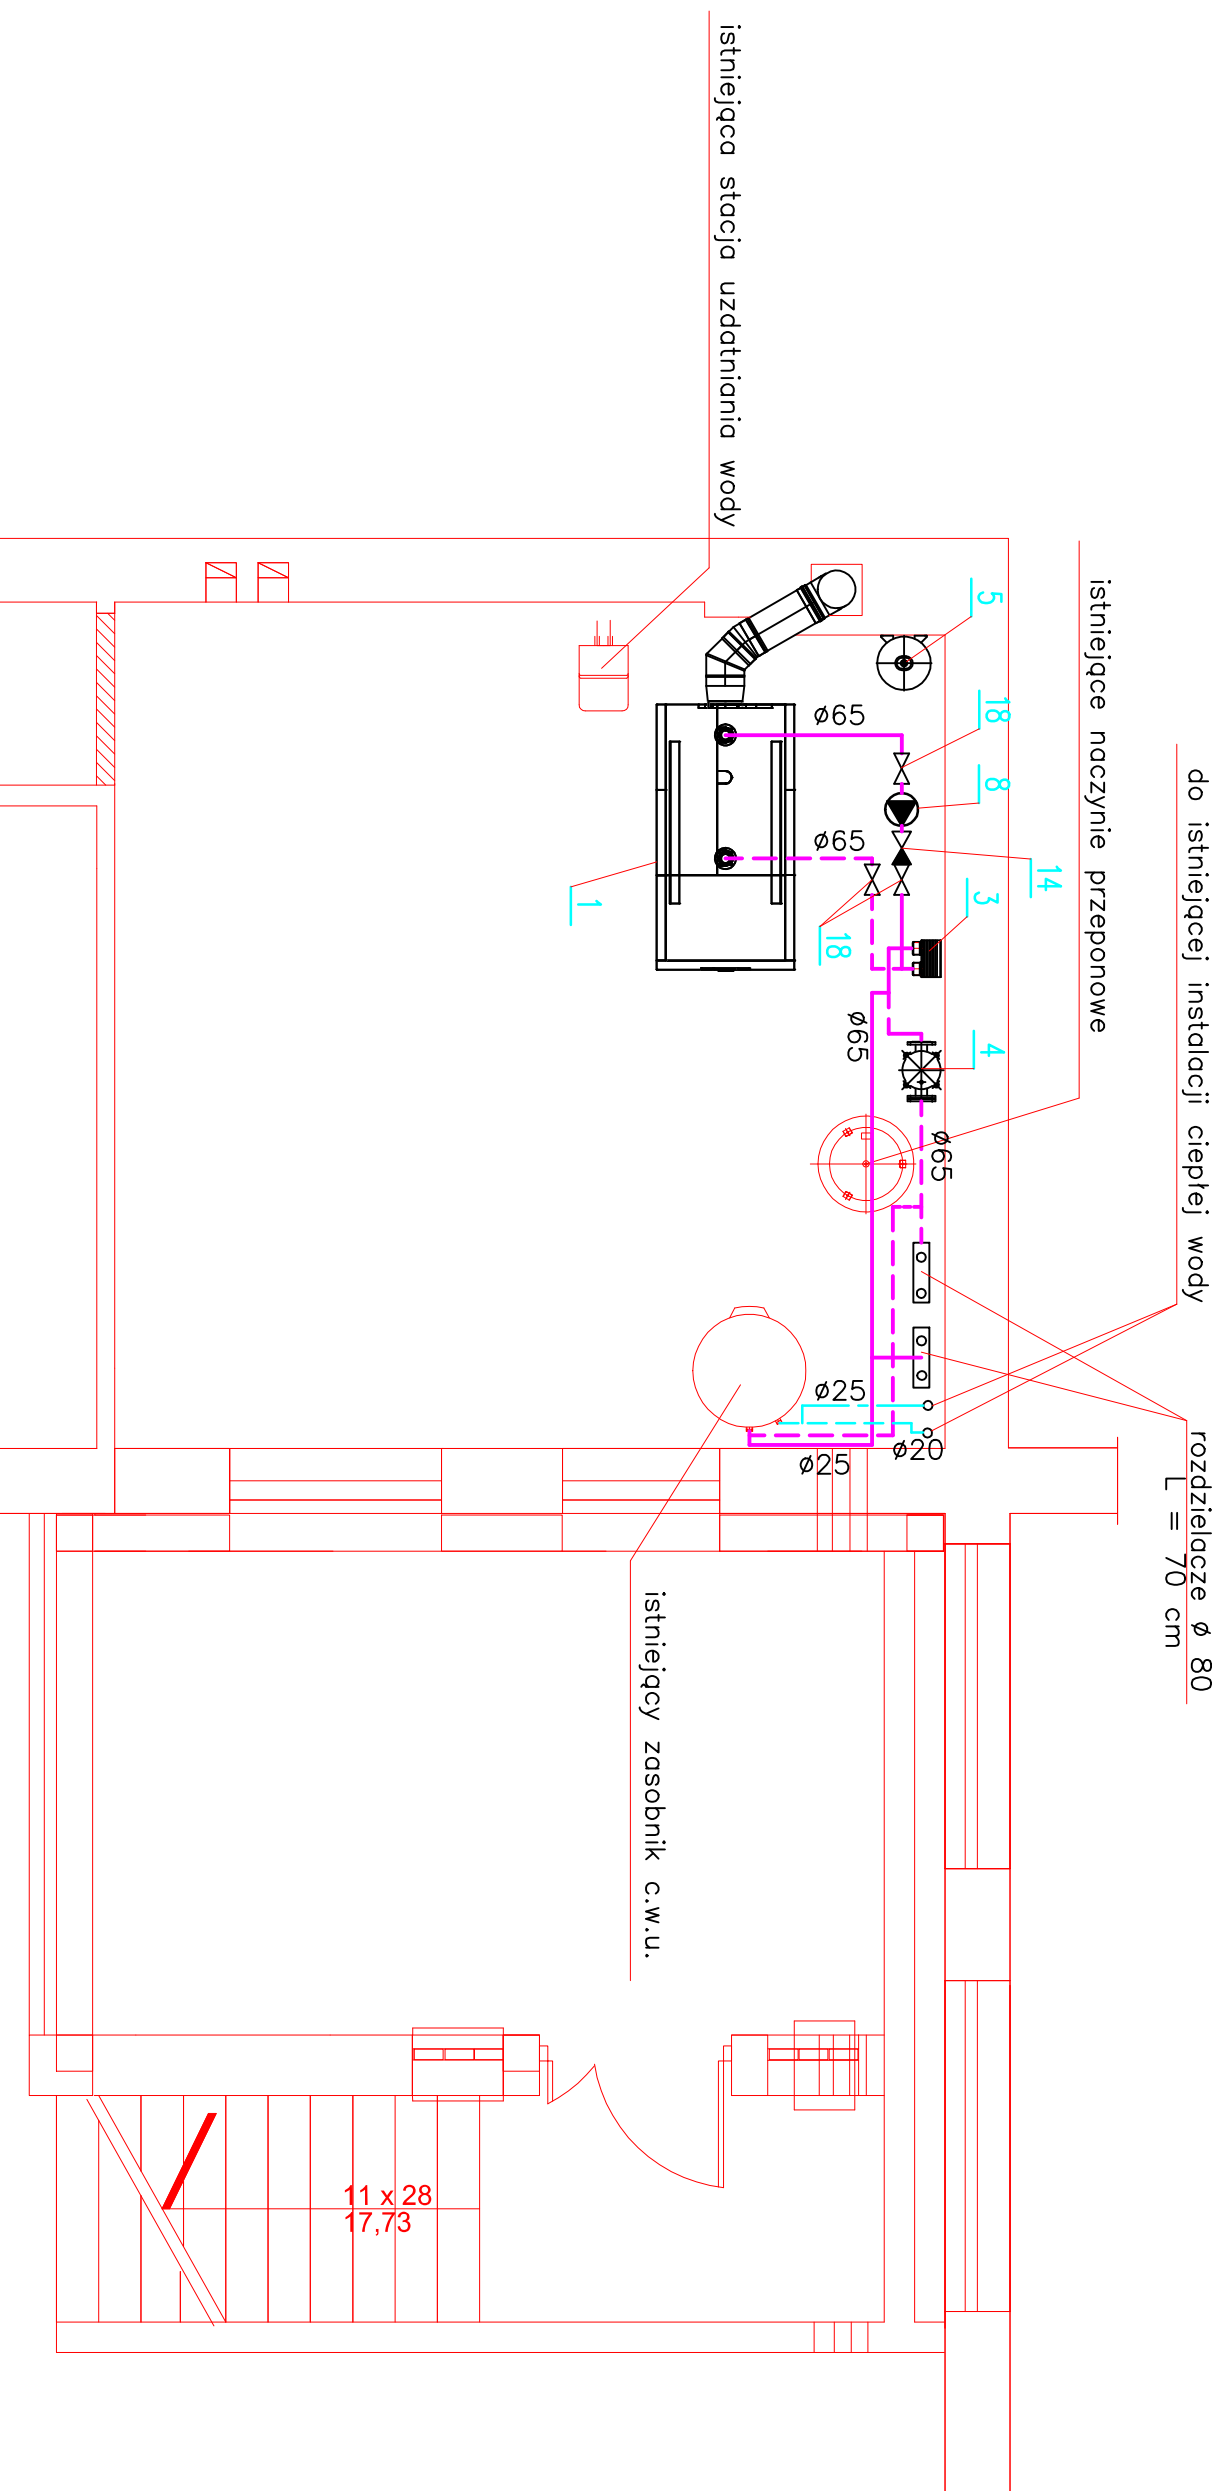 istniejąca stacja uzdatniania wody
istniejące naczynie przeponowe
do istniejącej instalacji ciepłej wody
rozdzielacze ø 80
L = 70 cm
istniejący zasobnik c.w.u.
5
18
8
14
3
18
1
4
ø65
ø65
ø65
ø65
ø25
ø20
ø25
11 x 28
17,73